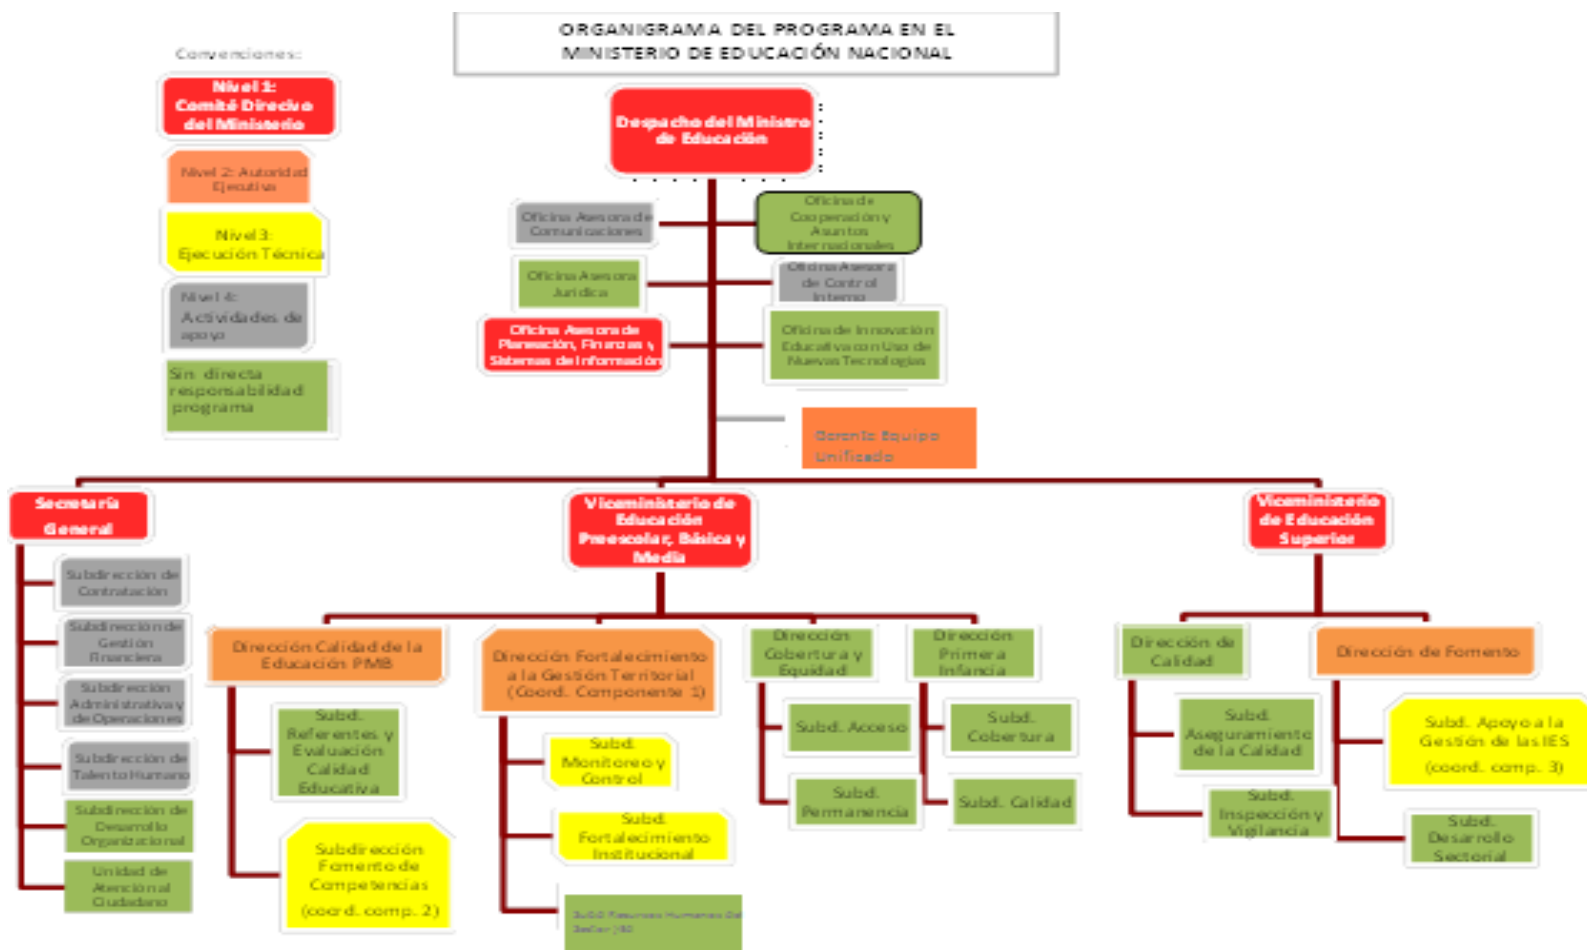 ORGANIGRAMA DEL PROGRAMA EN EL
MINISTERIO DE EDUCACIÓN NACIONAL
Convenciones:
Nivel 1:
Comité Direcivo
del Ministerio
Nivel 2: Autoridad
Ejecutiva
Nivel3:
Ejecución Técnica
Nivel 4:
Actividades de
apoyo
Sin directa
responsabilidad
programa
Despacho del Ministro
de Educación
Oficina Asesora de
Comunicaciones
Oficina de
Cooperación y
Asuntos
Internacionales
Oficina Asesora
Jurídica
Oficina Asesora
de Control
Interno
Oficina Asesora de
Planeación, Finanzas y
Sistemas de Información
Oficina de Innovación
Educativa con Uso de
Nuevas Tecnologías
Gerente Equipo
Unificado
Secretaría
General
Subdirección de
Contratación
Subdirección de
Gestión
Financiera
Subdirección
Administrativa y
de Operaciones
Subdirección de
Talento Humano
Subdirección de
Desarrollo
Organizacional
Unidad de
Atención al
Ciudadano
Viceministerio de
Educación
Preescolar, Básica y
Media
Dirección Calidad de la
Educación PMB
Subd.
Referentes y
Evaluación
Calidad
Educativa
Subdirección
Fomento de
Competencias
(coord. comp. 2)
Dirección Fortalecimiento
a la Gestión Territorial
(Coord. Componente 1)
Subd.
Monitoreo y
Control
Subd.
Fortalecimiento
Institucional
SubD Recursos Humanos del
Dirección
Cobertura y
Equidad
Subd. Acceso
Subd.
Permanencia
Dirección
Primera
Infancia
Subd.
Cobertura
Subd. Calidad
Viceministerio
de Educación
Superior
Dirección de
Calidad
Subd.
Aseguramiento
de la Calidad
Subd.
Inspección y
Vigilancia
Dirección de Fomento
Subd. Apoyo a la
Gestión de las IES
(coord. comp. 3)
Subd.
Desarrollo
Sectorial